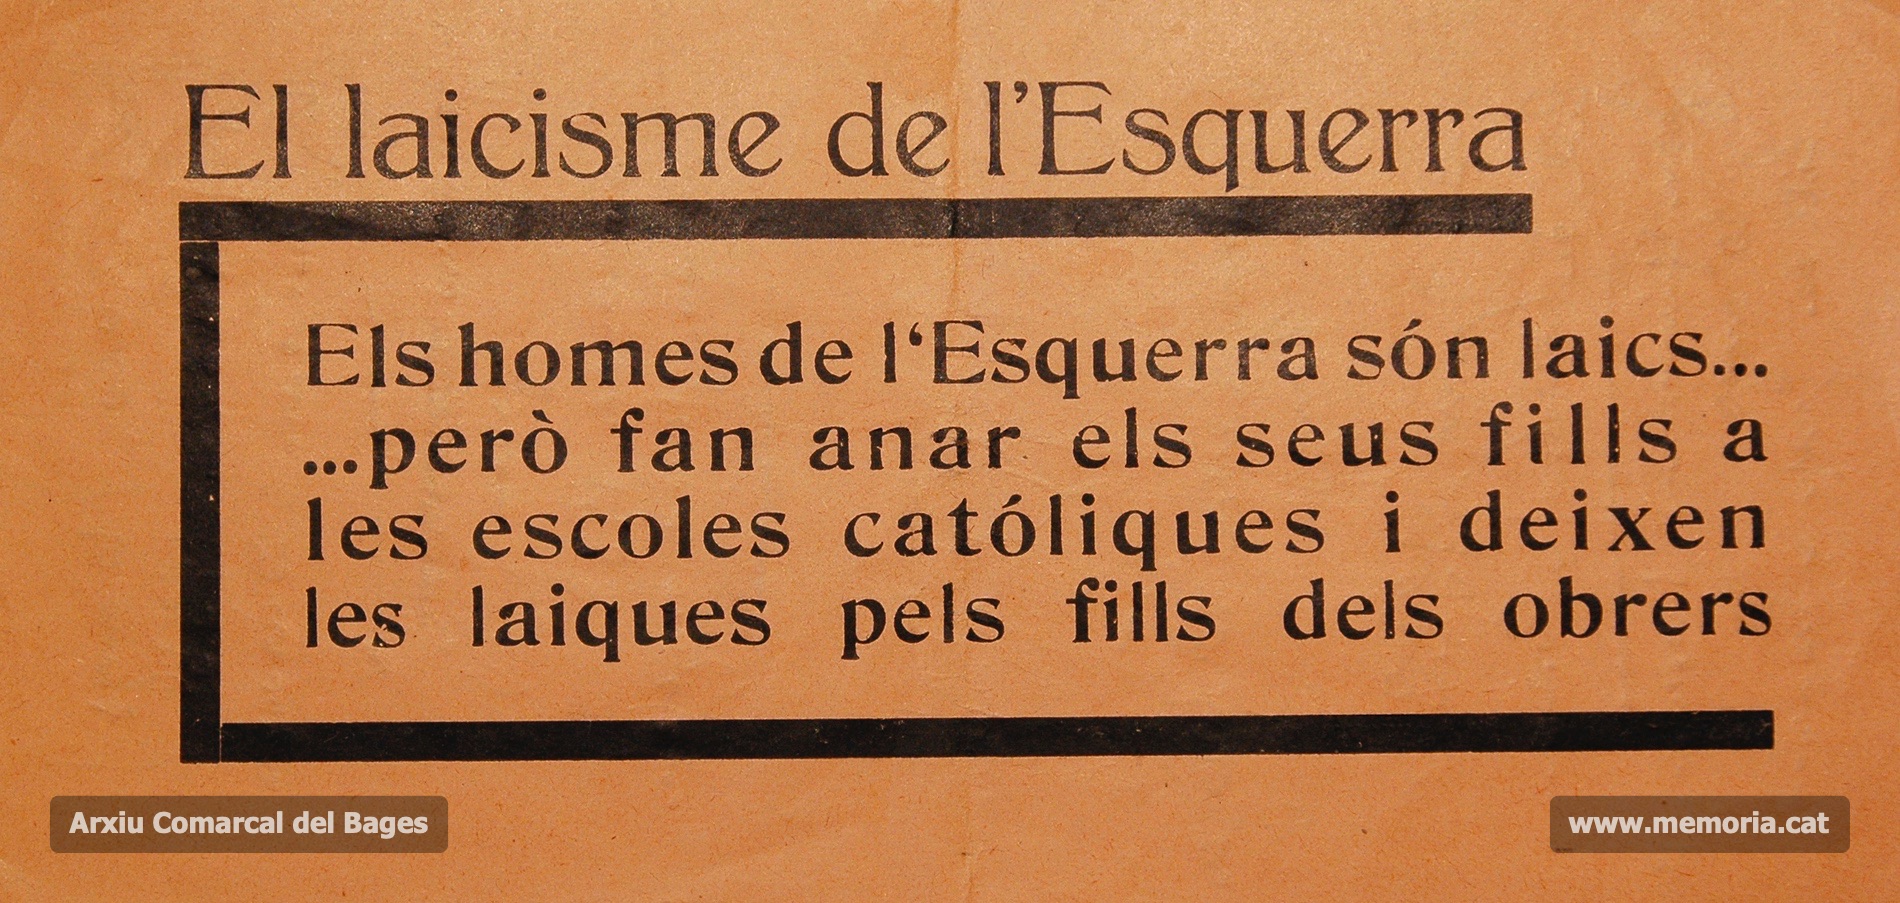 El laicisme de l’Esquerra
Els homes de l‘Esquerra són laics...
...però fan anar els seus fills a
les escoles católiques i deixen
les laiques pels fills dels obrers
Arxiu Comarcal del Bages
www.memoria.cat